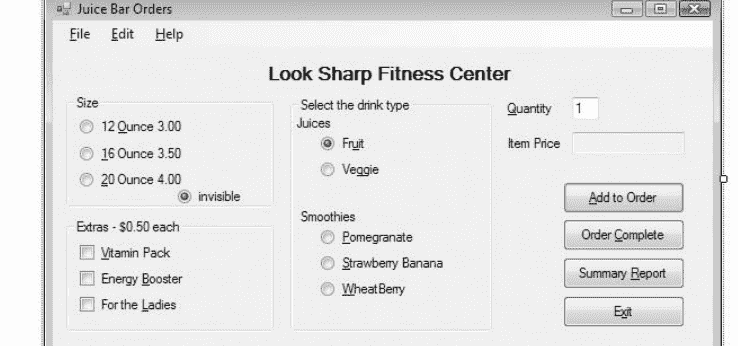 Juice Bar Orders
File Edit Help
Look Sharp Fitness Center
Size
12 Ounce 3.00
16 Ounce 3.50
20 Ounce 4.00
invisible
Extras - $0.50 each
Vitamin Pack
Energy Booster
For the Ladies
Select the drink type
Juices
Fruit
Veggie
Smoothies
Pomegranate
Strawberry Banana
WheatBerry
Quantity 1
Item Price
Add to Order
Order Complete
Summary Report
Exit